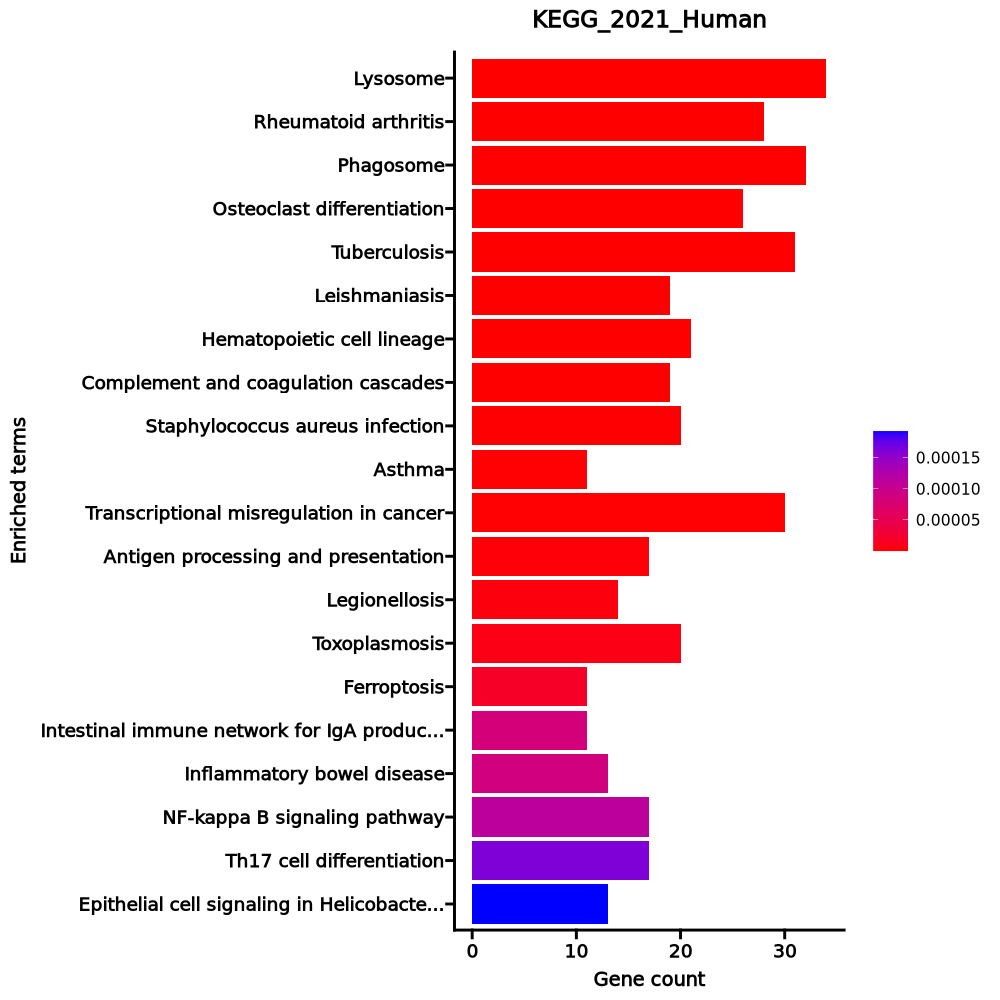 KEGG_2021_Human
Lysosome
Rheumatoid arthritis
Phagosome
Osteoclast differentiation
Tuberculosis
Leishmaniasis
Hematopoietic cell lineage
Complement and coagulation cascades
Staphylococcus aureus infection
Asthma
Transcriptional misregulation in cancer
Antigen processing and presentation
Legionellosis
Toxoplasmosis
Ferroptosis
Intestinal immune network for IgA produc...
Inflammatory bowel disease
NF-kappa B signaling pathway
Th17 cell differentiation
Epithelial cell signaling in Helicobacte...
Enriched terms
0 10 20 30
Gene count
0.00015
0.00010
0.00005